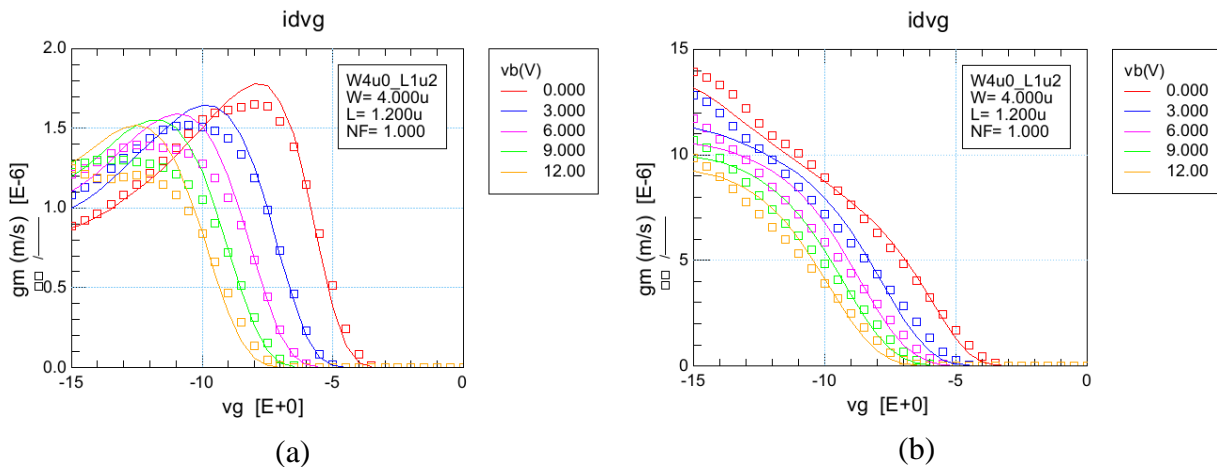 idvg
2.0
1.5
1.0
0.5
0.0
gm (m/s) [E-6]
-15
-10
-5
0
vg [E+0]
W4u0_L1u2
W= 4.000u
L= 1.200u
NF= 1.000
vb(V)
0.000
3.000
6.000
9.000
12.00
(a)
idvg
15
10
5
0
gm (m/s) [E-6]
-15
-10
-5
0
vg [E+0]
W4u0_L1u2
W= 4.000u
L= 1.200u
NF= 1.000
vb(V)
0.000
3.000
6.000
9.000
12.00
(b)